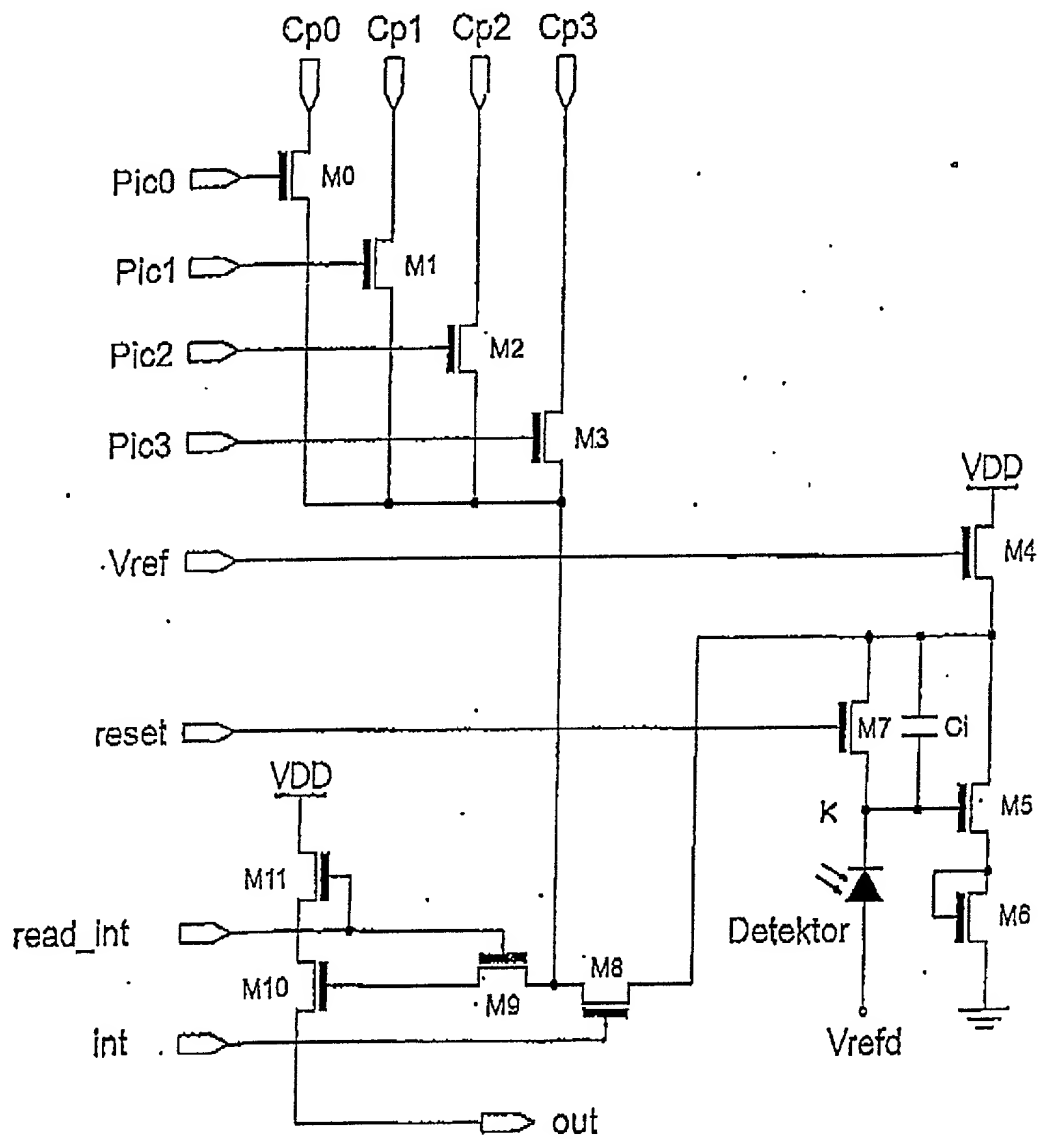 Cp0 Cp1 Cp2 Cp3
Pic0
M0
Pic1
M1
Pic2
M2
Pic3
M3
VDD
Vref
M4
reset
M7
Ci
VDD
K
M5
M11
M6
read_int
Detektor
M10
M9
M8
int
Vrefd
out